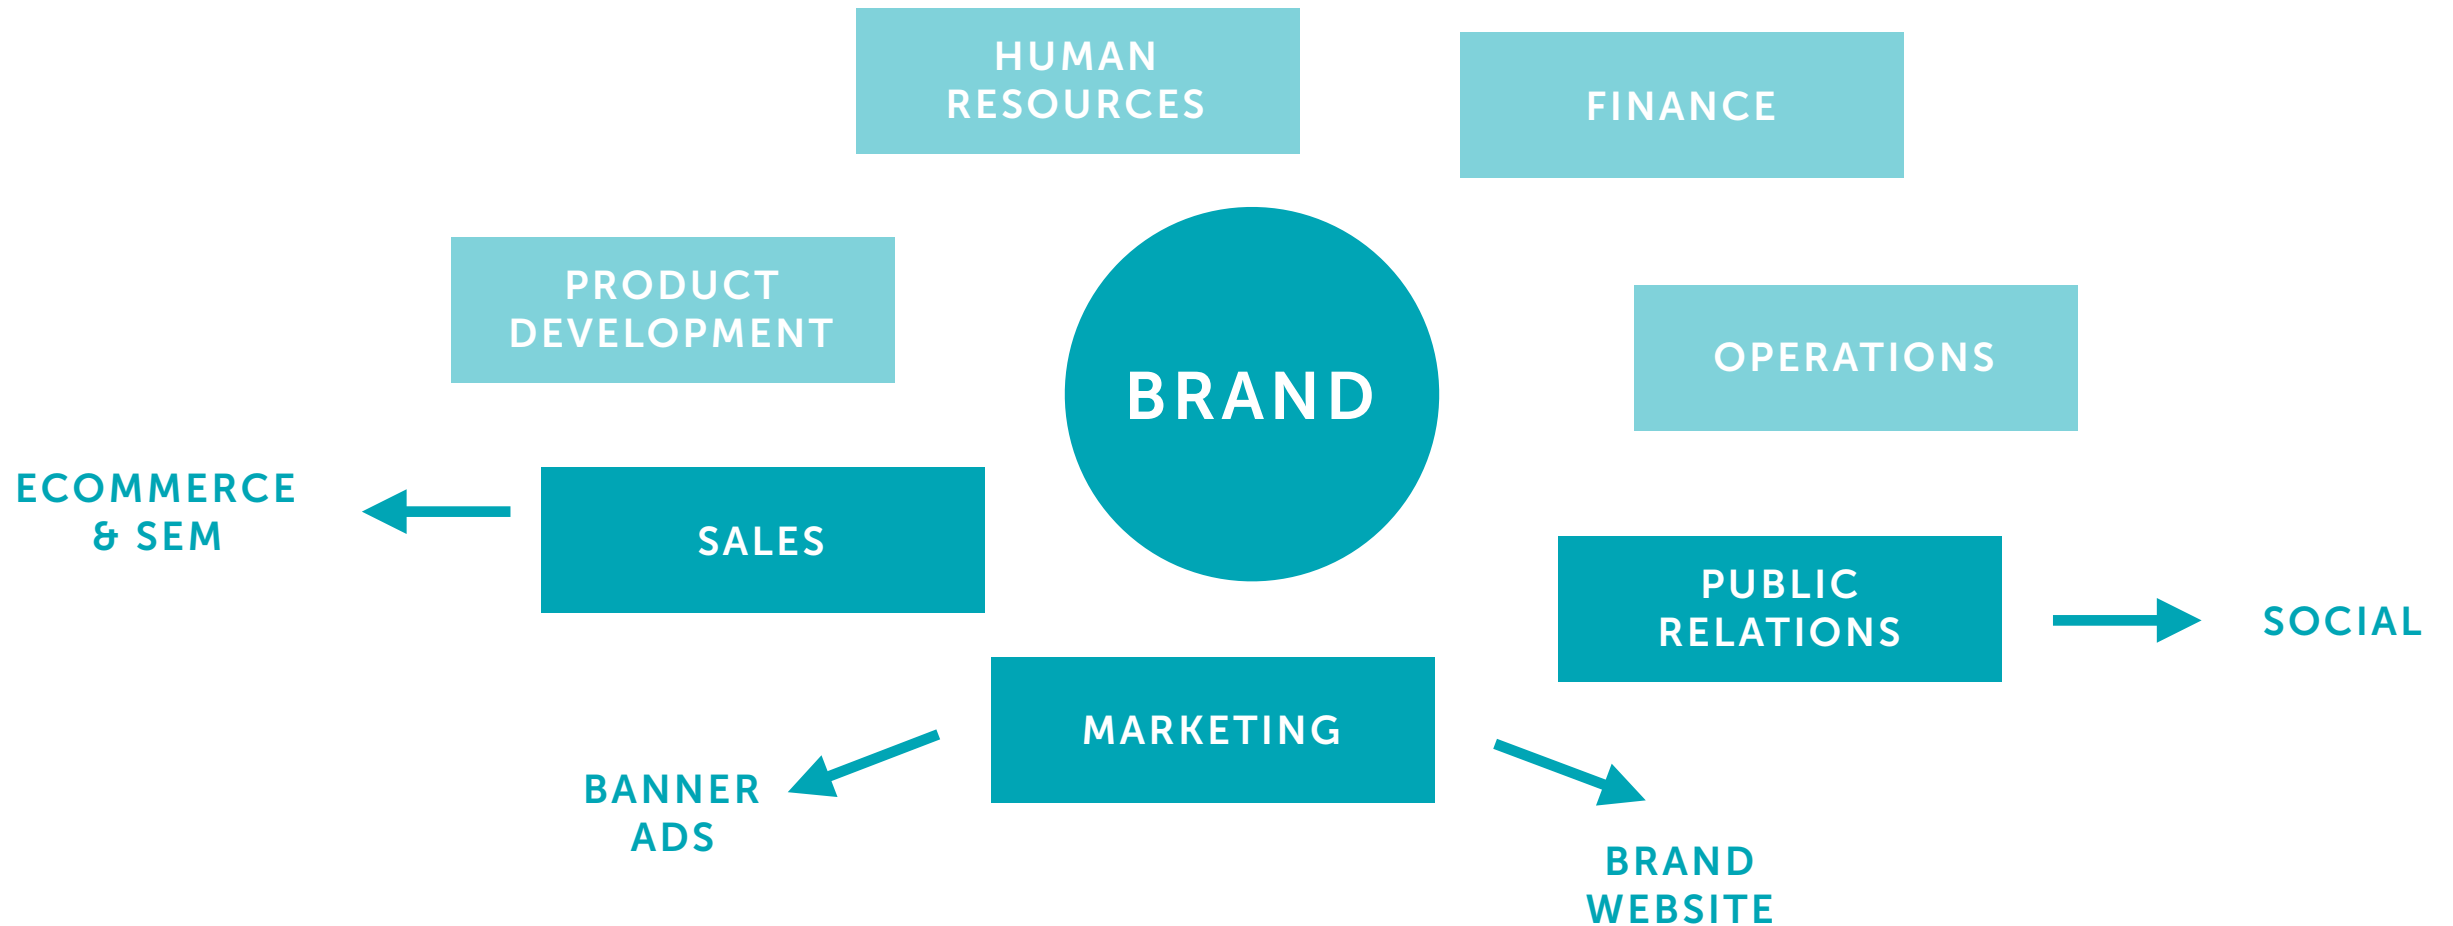 HUMAN
RESOURCES
FINANCE
PRODUCT
DEVELOPMENT
BRAND
OPERATIONS
ECOMMERCE
& SEM
SALES
PUBLIC
RELATIONS
SOCIAL
MARKETING
BANNER
ADS
BRAND
WEBSITE